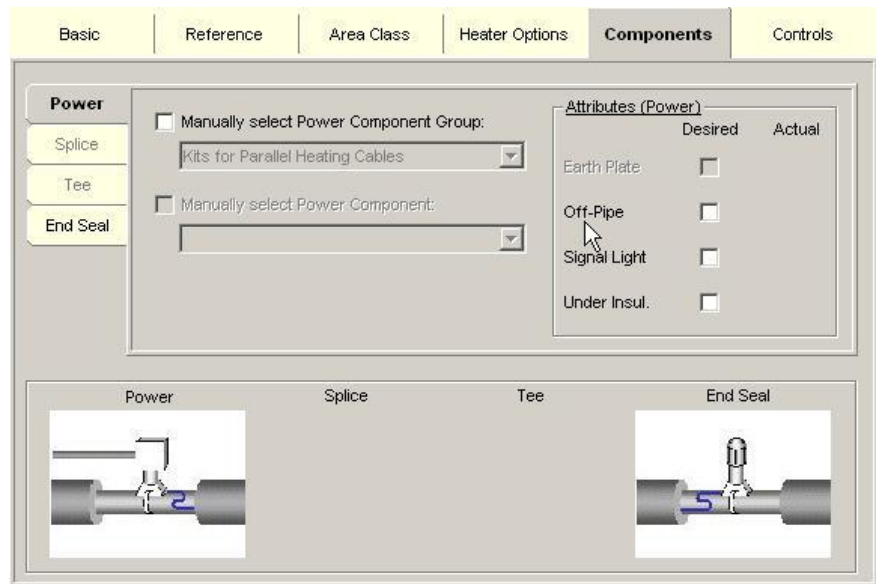 Basic Reference Area Class Heater Options Components Controls
Power
Splice
Tee
End Seal
Manually select Power Component Group:
Kits for Parallel Heating Cables
Manually select Power Component:
Attributes (Power)
Desired Actual
Earth Plate
Off-Pipe
Signal Light
Under Insul.
Power Splice Tee End Seal